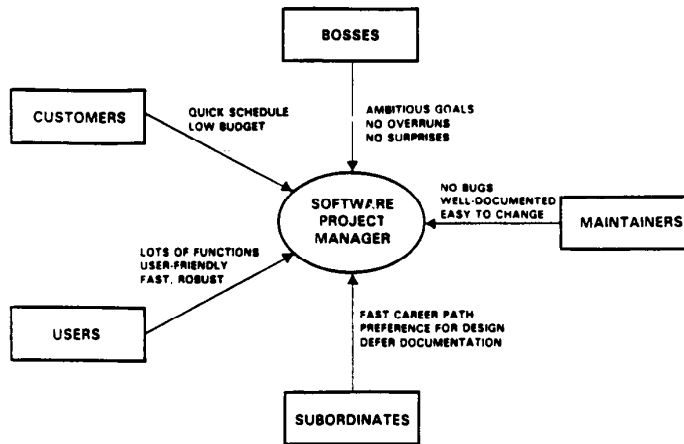 BOSSES
CUSTOMERS
QUICK SCHEDULE
LOW BUDGET
AMBITIOUS GOALS
NO OVERRUNS
NO SURPRISES
SOFTWARE
PROJECT
MANAGER
NO BUGS
WELL-DOCUMENTED
EASY TO CHANGE
MAINTAINERS
LOTS OF FUNCTIONS
USER-FRIENDLY
FAST, ROBUST
USERS
FAST CAREER PATH
PREFERENCE FOR DESIGN
DEFER DOCUMENTATION
SUBORDINATES